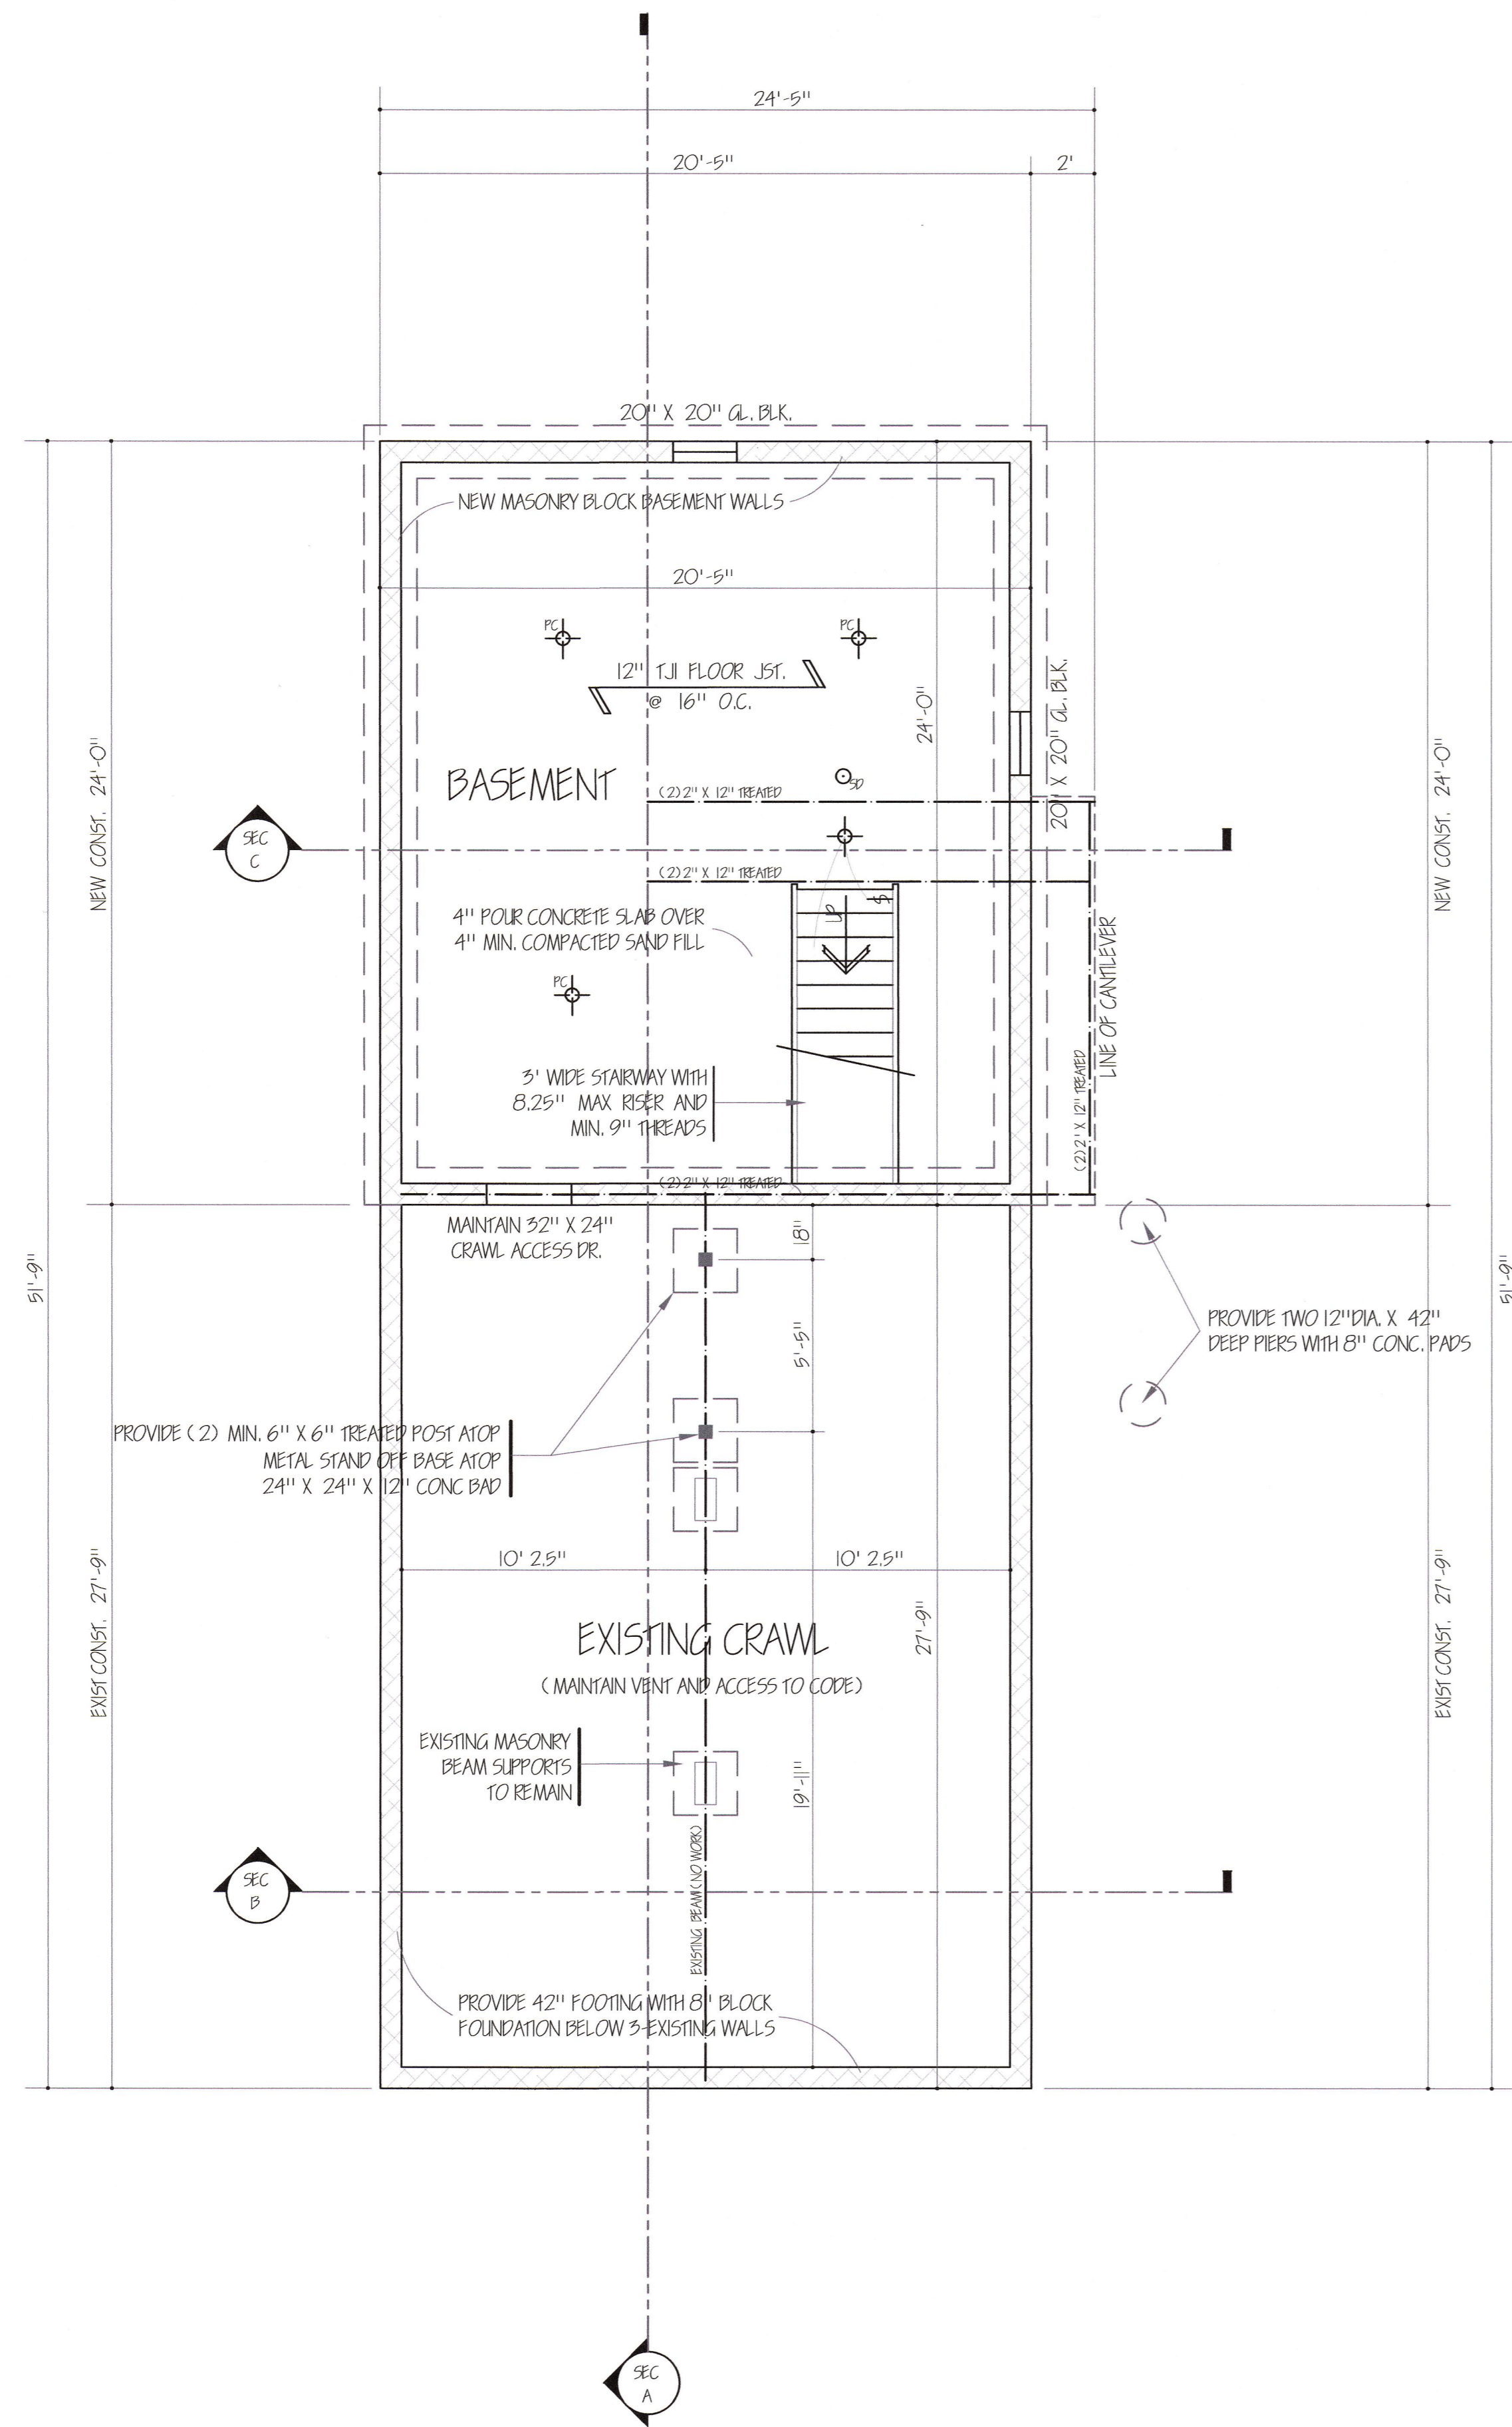 24'-5"
20'-5"
2'
20" X 20" GL. BLK.
NEW MASONRY BLOCK BASEMENT WALLS
20'-5"
PC
PC
12" TJI FLOOR JST.
@ 16" O.C.
24'-0"
20" X 20" GL. BLK.
NEW CONST. 24'-0"
NEW CONST. 24'-0"
BASEMENT
SD
(2) 2" X 12" TREATED
SEC
C
(2) 2" X 12" TREATED
4" POUR CONCRETE SLAB OVER
4" MIN. COMPACTED SAND FILL
UP
$
LINE OF CANTILEVER
PC
3' WIDE STAIRWAY WITH
8.25" MAX RISER AND
MIN. 9" THREADS
(2) 2' X 12" TREATED
(2) 2" X 12" TREATED
MAINTAIN 32" X 24"
CRAWL ACCESS DR.
18"
51'-9"
51'-9"
5'-5"
PROVIDE TWO 12"DIA. X 42"
DEEP PIERS WITH 8" CONC. PADS
PROVIDE (2) MIN. 6" X 6" TREATED POST ATOP
METAL STAND OFF BASE ATOP
24" X 24" X 12" CONC BAD
10' 2.5"
10' 2.5"
EXIST CONST. 27'-9"
EXIST CONST. 27'-9"
27'-9"
EXISTING CRAWL
(MAINTAIN VENT AND ACCESS TO CODE)
EXISTING MASONRY
BEAM SUPPORTS
TO REMAIN
19'-11"
EXISTING BEAM (NO WORK)
SEC
B
PROVIDE 42" FOOTING WITH 8" BLOCK
FOUNDATION BELOW 3-EXISTING WALLS
SEC
A